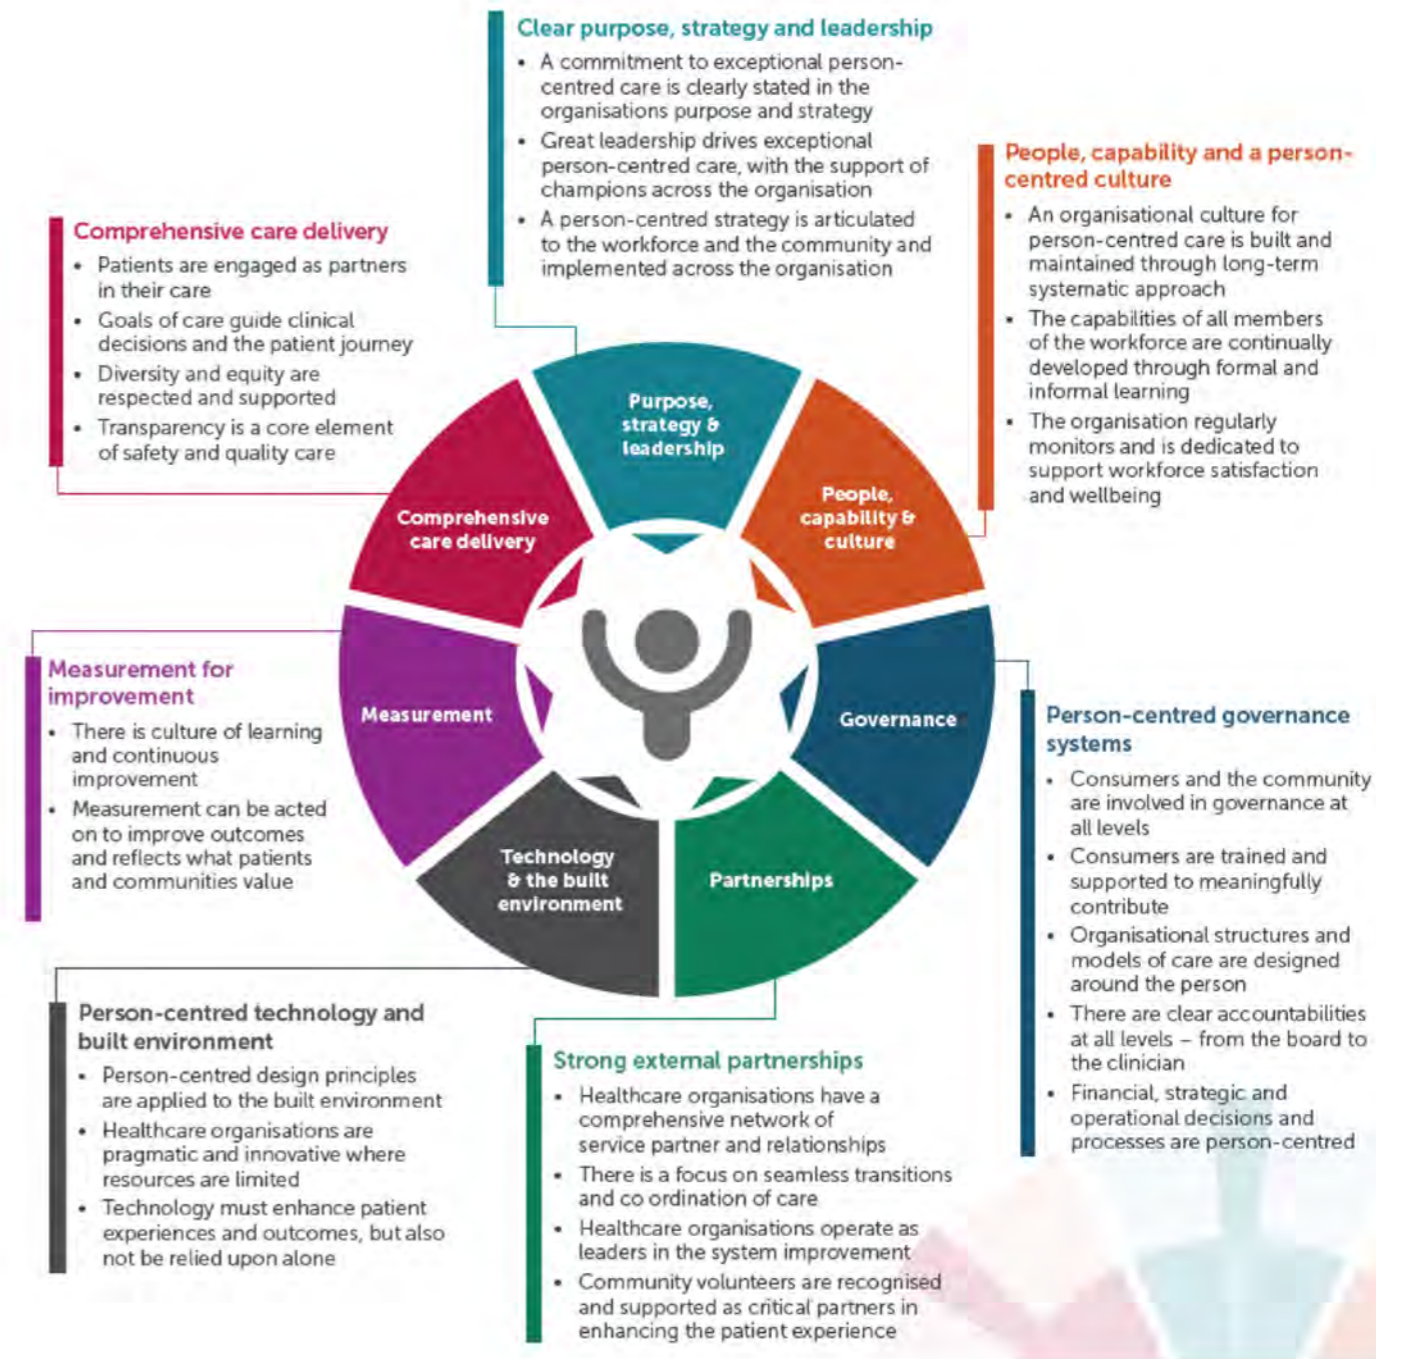 Clear purpose, strategy and leadership
• A commitment to exceptional person-
centred care is clearly stated in the
organisations purpose and strategy
• Great leadership drives exceptional
person-centred care, with the support of
champions across the organisation
• A person-centred strategy is articulated
to the workforce and the community and
implemented across the organisation
People, capability and a person-
centred culture
• An organisational culture for
person-centred care is built and
maintained through long-term
systematic approach
• The capabilities of all members
of the workforce are continually
developed through formal and
informal learning
• The organisation regularly
monitors and is dedicated to
support workforce satisfaction
and wellbeing
Comprehensive care delivery
• Patients are engaged as partners
in their care
• Goals of care guide clinical
decisions and the patient journey
• Diversity and equity are
respected and supported
• Transparency is a core element
of safety and quality care
Purpose,
strategy &
leadership
People,
capability &
culture
Comprehensive
care delivery
Measurement
Governance
Technology
& the built
environment
Partnerships
Measurement for
improvement
• There is culture of learning
and continuous
improvement
• Measurement can be acted
on to improve outcomes
and reflects what patients
and communities value
Person-centred governance
systems
• Consumers and the community
are involved in governance at
all levels
• Consumers are trained and
supported to meaningfully
contribute
• Organisational structures and
models of care are designed
around the person
• There are clear accountabilities
at all levels – from the board to
the clinician
• Financial, strategic and
operational decisions and
processes are person-centred
Person-centred technology and
built environment
• Person-centred design principles
are applied to the built environment
• Healthcare organisations are
pragmatic and innovative where
resources are limited
• Technology must enhance patient
experiences and outcomes, but also
not be relied upon alone
Strong external partnerships
• Healthcare organisations have a
comprehensive network of
service partner and relationships
• There is a focus on seamless transitions
and co ordination of care
• Healthcare organisations operate as
leaders in the system improvement
• Community volunteers are recognised
and supported as critical partners in
enhancing the patient experience